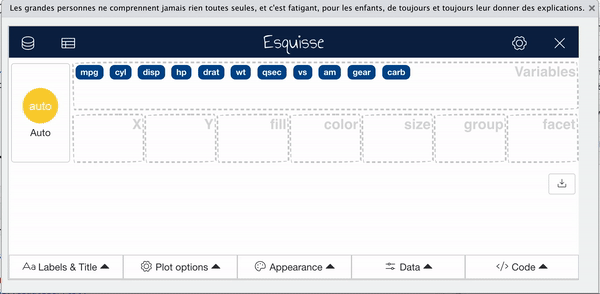 Les grandes personnes ne comprennent jamais rien toutes seules, et c'est fatigant, pour les enfants, de toujours et toujours leur donner des explications.
Esquisse
mpg cyl disp hp drat wt qsec vs am gear carb Variables
auto
Auto
X Y fill color size group facet
Aa Labels & Title Plot options Appearance Data </> Code